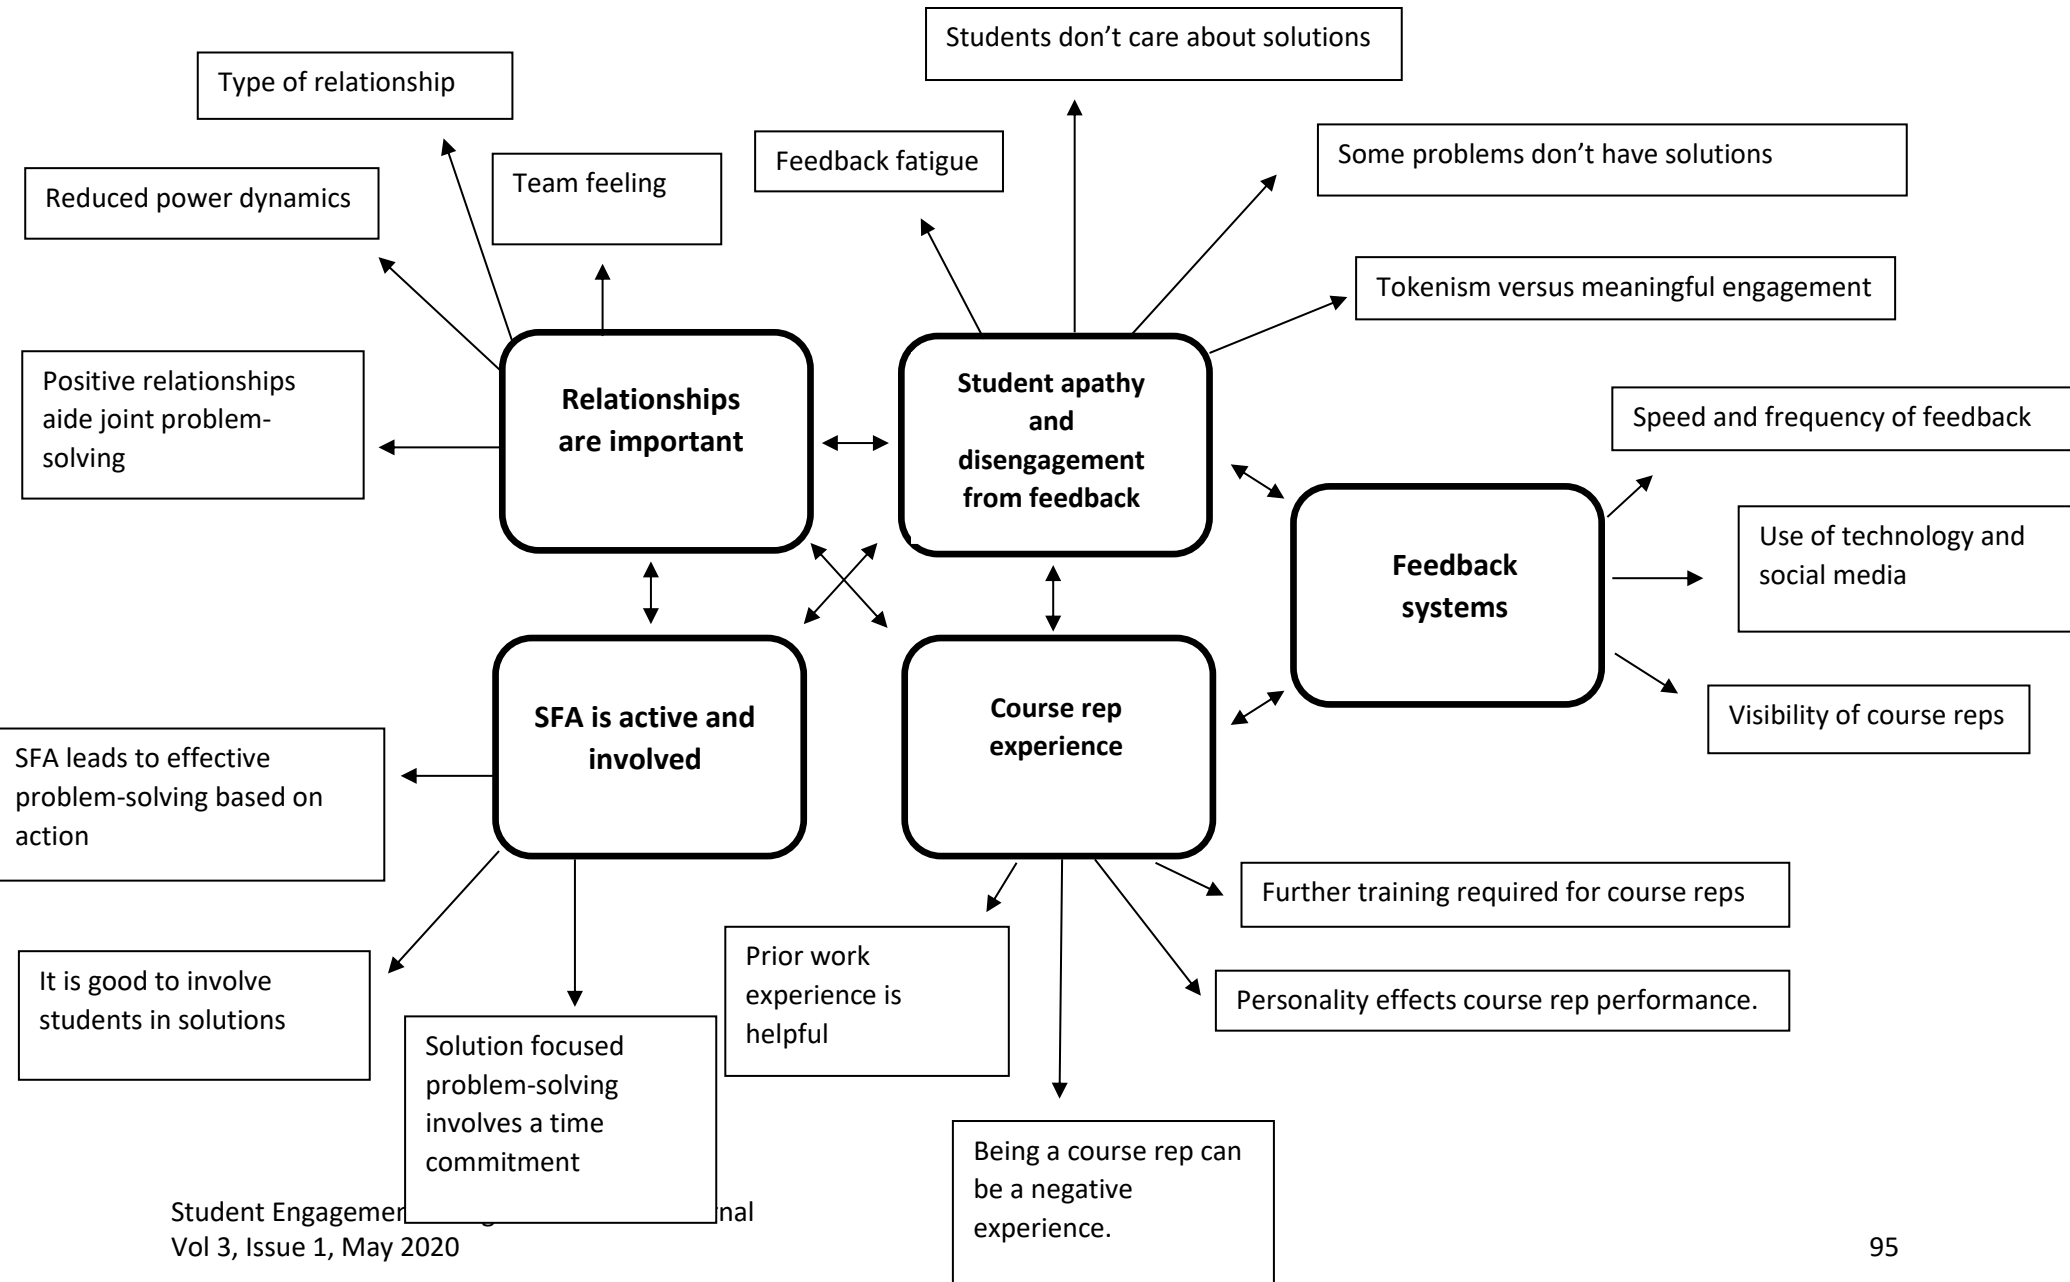 Students don’t care about solutions
Type of relationship
Feedback fatigue
Some problems don’t have solutions
Team feeling
Reduced power dynamics
Tokenism versus meaningful engagement
Positive relationships
aide joint problem-
solving
Relationships
are important
Student apathy
and
disengagement
from feedback
Speed and frequency of feedback
Use of technology and
social media
Feedback
systems
Visibility of course reps
SFA is active and
involved
Course rep
experience
SFA leads to effective
problem-solving based on
action
Further training required for course reps
Prior work
experience is
helpful
Personality effects course rep performance.
It is good to involve
students in solutions
Solution focused
problem-solving
involves a time
commitment
Being a course rep can
be a negative
experience.
Student
Vol 3, Issue 1, May 2020
95